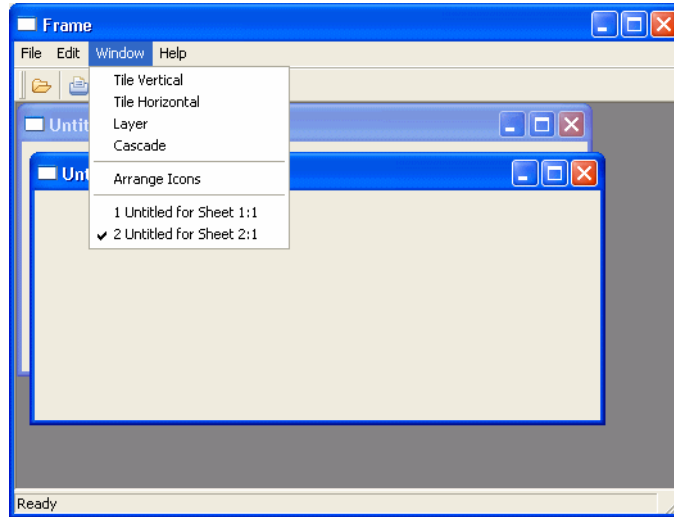 Frame
File Edit Window Help
Tile Vertical
Tile Horizontal
Layer
Cascade
Arrange Icons
1 Untitled for Sheet 1:1
2 Untitled for Sheet 2:1
Ready